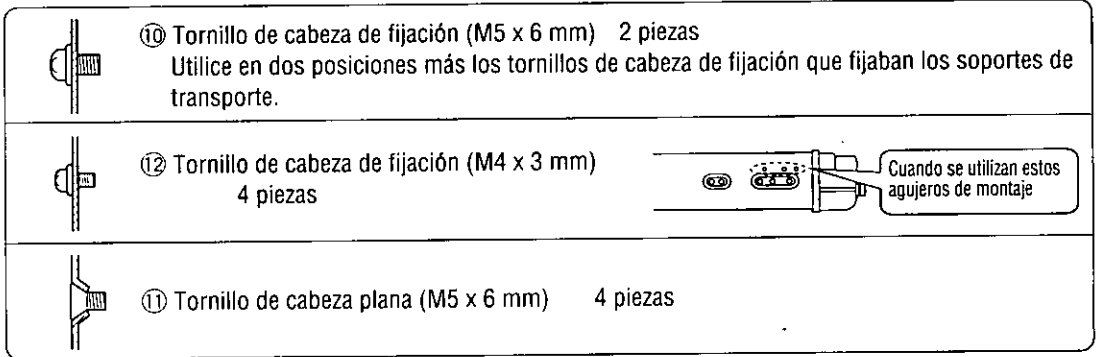 ⑩ Tornillo de cabeza de fijación (M5 x 6 mm) 2 piezas
Utilice en dos posiciones más los tornillos de cabeza de fijación que fijaban los soportes de
transporte.
⑫ Tornillo de cabeza de fijación (M4 x 3 mm)
4 piezas
Cuando se utilizan estos
agujeros de montaje
⑪ Tornillo de cabeza plana (M5 x 6 mm) 4 piezas